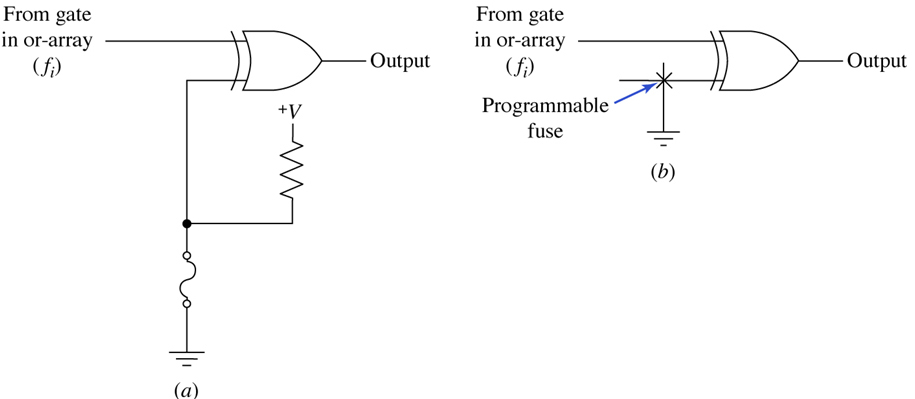 From gate
in or-array
(fi)
Output
+V
(a)
From gate
in or-array
(fi)
Output
Programmable
fuse
(b)